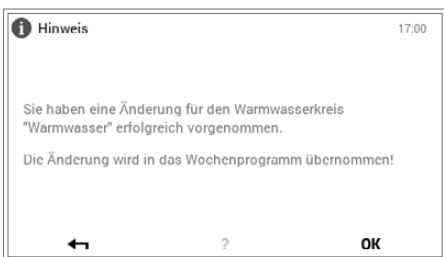 Hinweis 17:00
Sie haben eine Änderung für den Warmwasserkreis
"Warmwasser" erfolgreich vorgenommen.
Die Änderung wird in das Wochenprogramm übernommen!
? OK